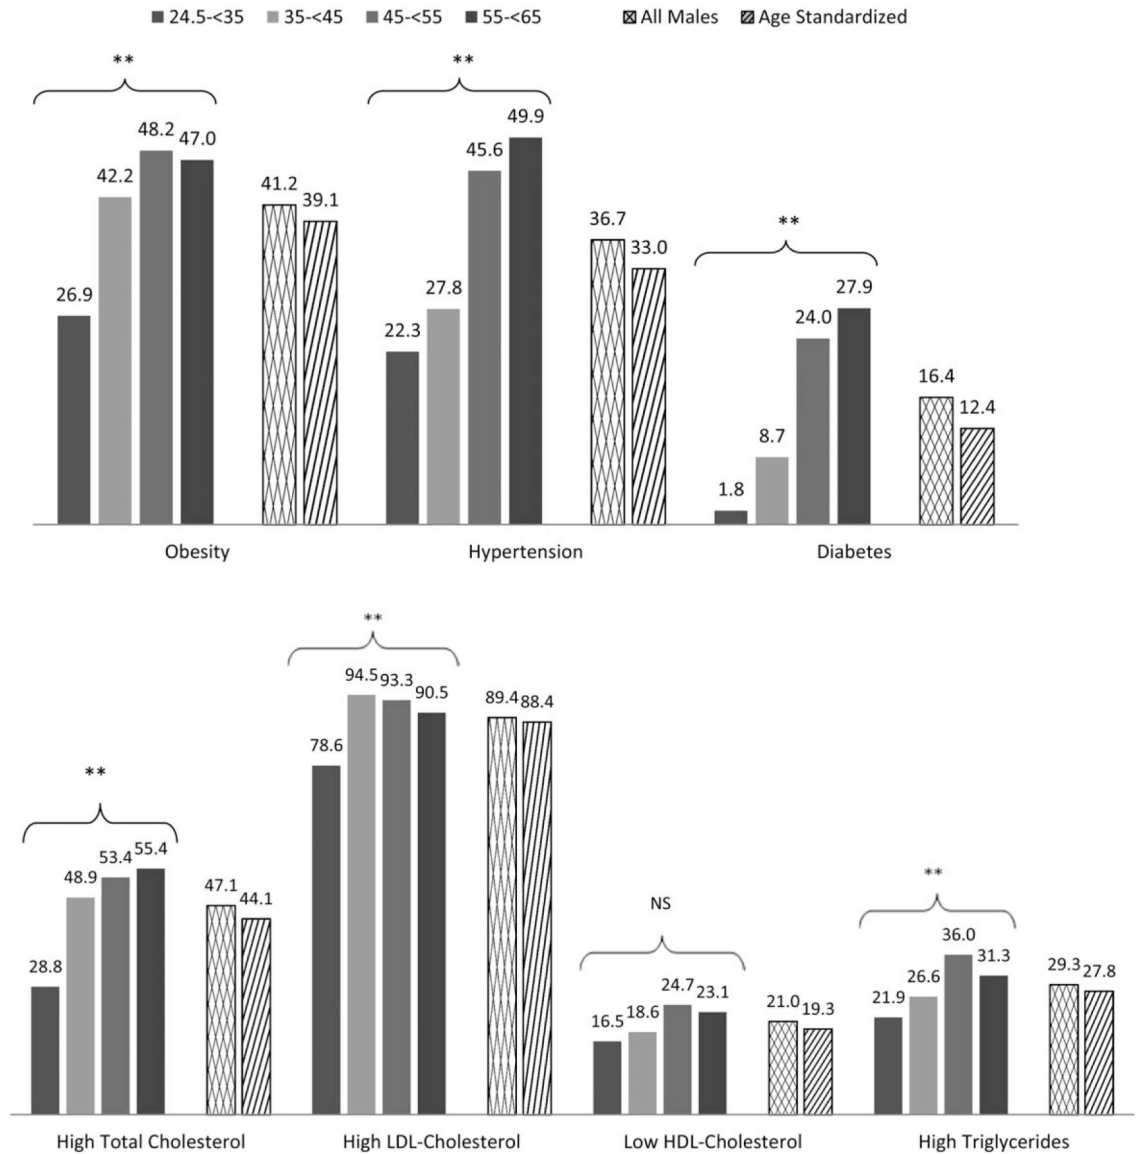 24.5-<35 35-<45 45-<55 55-<65 All Males Age Standardized
** **
48.2 47.0 49.9
42.2 45.6
41.2 39.1
36.7 33.0
**
26.9 22.3 27.8
24.0 27.9
16.4 12.4
1.8 8.7
Obesity Hypertension Diabetes
**
94.5 93.3 90.5
89.4 88.4
78.6
**
48.9 53.4 55.4
47.1 44.1
28.8
NS **
16.5 18.6 24.7 23.1
21.0 19.3
21.9 26.6 36.0 31.3
29.3 27.8
High Total Cholesterol High LDL-Cholesterol Low HDL-Cholesterol High Triglycerides